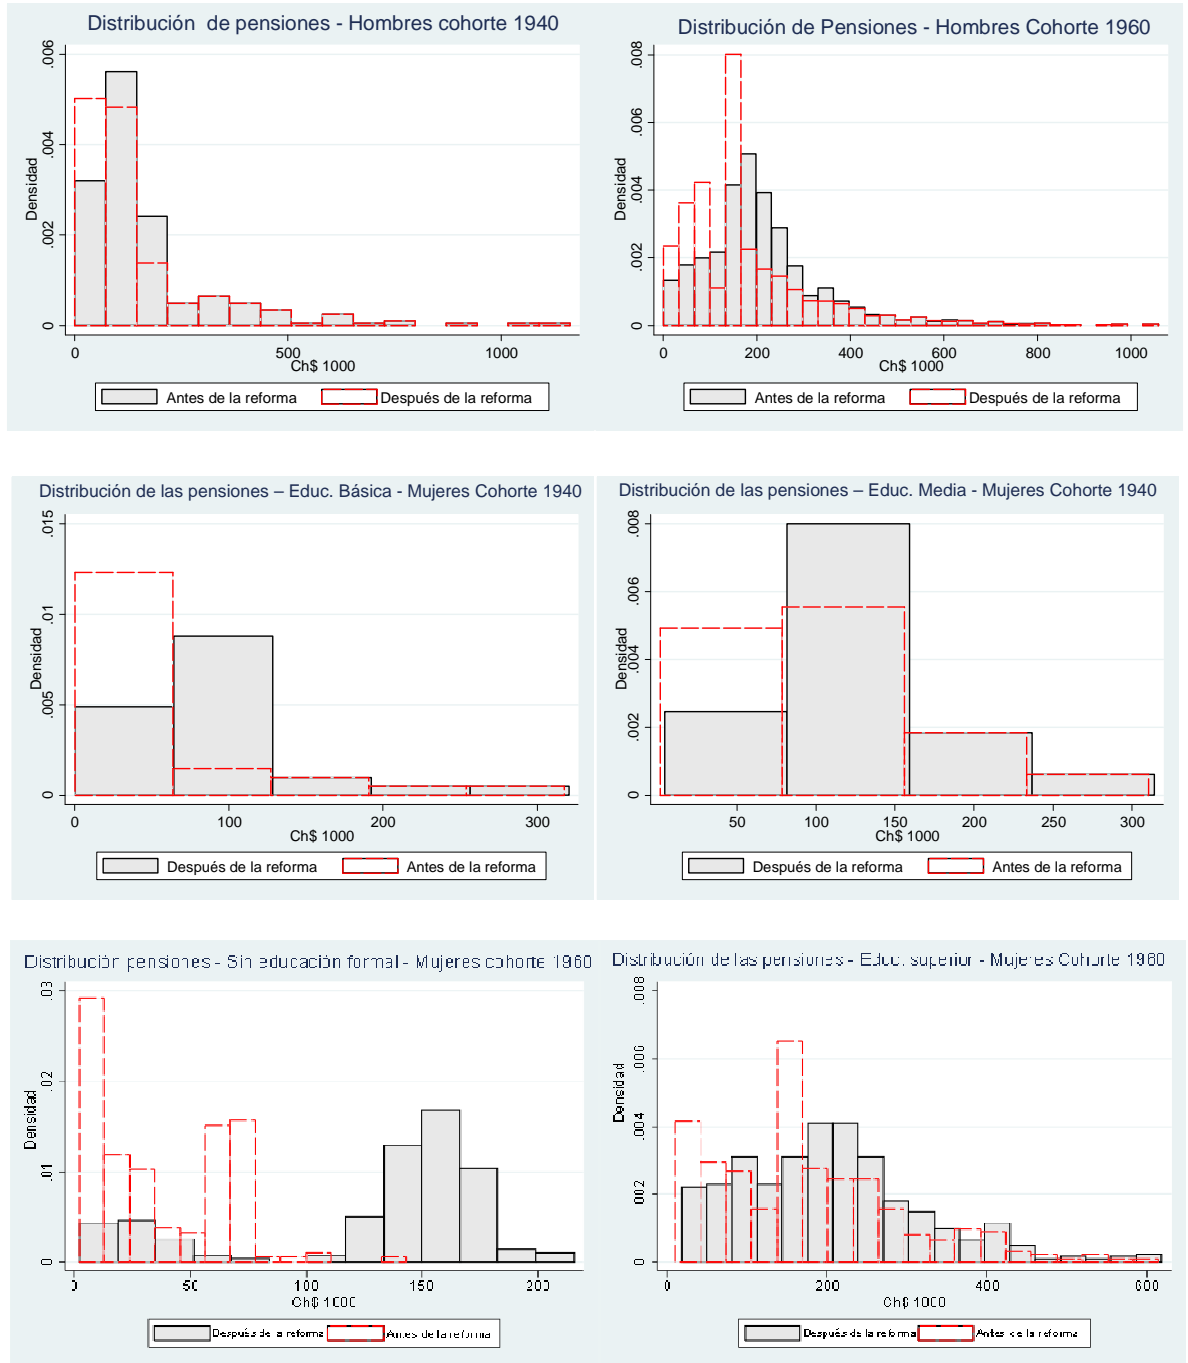 Distribución de pensiones - Hombres cohorte 1940
.006
.004
.002
0
Densidad
0 500 1000
Ch$ 1000
Antes de la reforma Después de la reforma
Distribución de Pensiones - Hombres Cohorte 1960
.008
.006
.004
.002
0
Densidad
0 200 400 600 800 1000
Ch$ 1000
Antes de la reforma Después de la reforma
Distribución de las pensiones – Educ. Básica - Mujeres Cohorte 1940
.015
.01
.005
0
Densidad
0 100 200 300
Ch$ 1000
Después de la reforma Antes de la reforma
Distribución de las pensiones – Educ. Media - Mujeres Cohorte 1940
.008
.006
.004
.002
0
Densidad
50 100 150 200 250 300
Ch$ 1000
Después de la reforma Antes de la reforma
Distribución pensiones - Sin educación formal - Mujeres cohorte 1960
.03
.02
.01
0
Densidad
0 50 100 150 200
Ch$ 1000
Después de la reforma Antes de la reforma
Distribución de las pensiones - Educ. superior - Mujeres Cohorte 1960
.008
.006
.004
.002
0
Densidad
0 200 400 600
Ch$ 1000
Después de la reforma Antes de la reforma